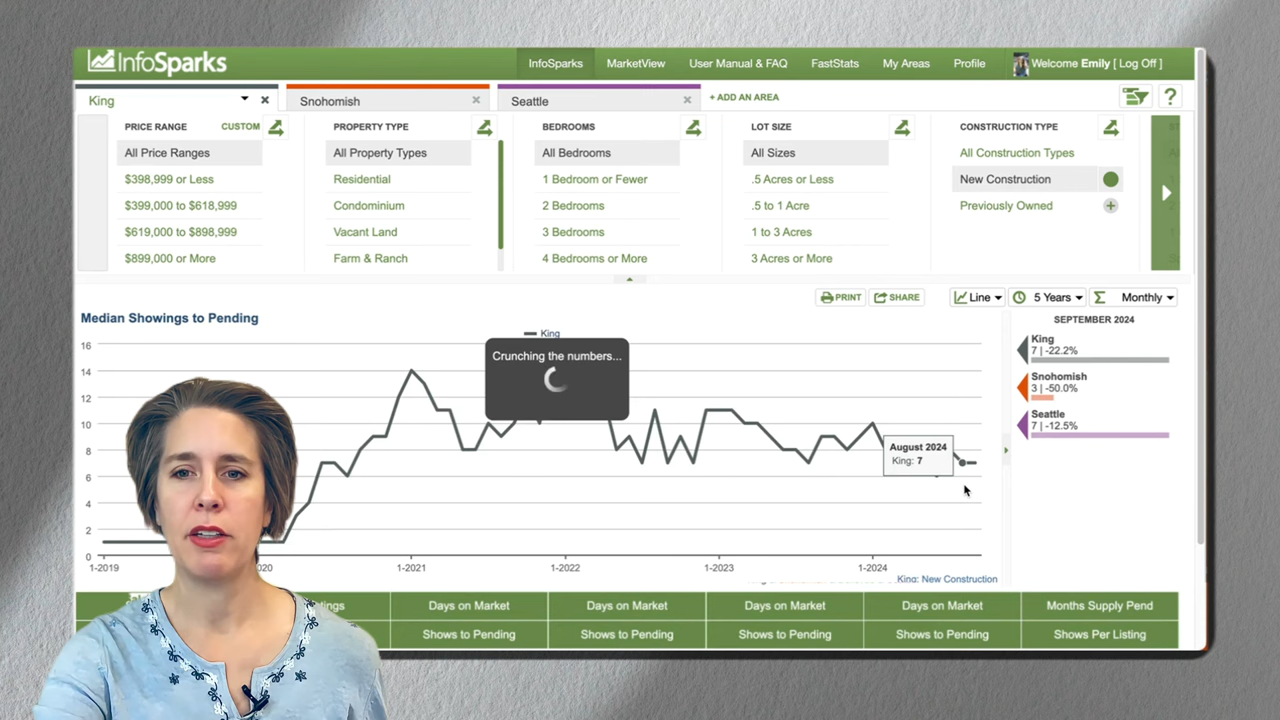 InfoSparks
InfoSparks MarketView User Manual & FAQ FastStats My Areas Profile Welcome Emily [ Log Off ]
King Snohomish Seattle + ADD AN AREA ?
PRICE RANGE CUSTOM PROPERTY TYPE BEDROOMS LOT SIZE CONSTRUCTION TYPE
All Price Ranges All Property Types All Bedrooms All Sizes All Construction Types
$398,999 or Less Residential 1 Bedroom or Fewer .5 Acres or Less New Construction
$399,000 to $618,999 Condominium 2 Bedrooms .5 to 1 Acre Previously Owned
$619,000 to $898,999 Vacant Land 3 Bedrooms 1 to 3 Acres
$899,000 or More Farm & Ranch 4 Bedrooms or More 3 Acres or More
PRINT SHARE Line 5 Years Σ Monthly
Median Showings to Pending
King
Crunching the numbers...
16
14
12
10
8
6
4
2
0
August 2024
King: 7
1-2019 020 1-2021 1-2022 1-2023 1-2024
King: New Construction
SEPTEMBER 2024
King
7 | -22.2%
Snohomish
3 | -50.0%
Seattle
7 | -12.5%
Days on Market Days on Market Days on Market Days on Market Months Supply Pend
Shows to Pending Shows to Pending Shows to Pending Shows to Pending Shows Per Listing